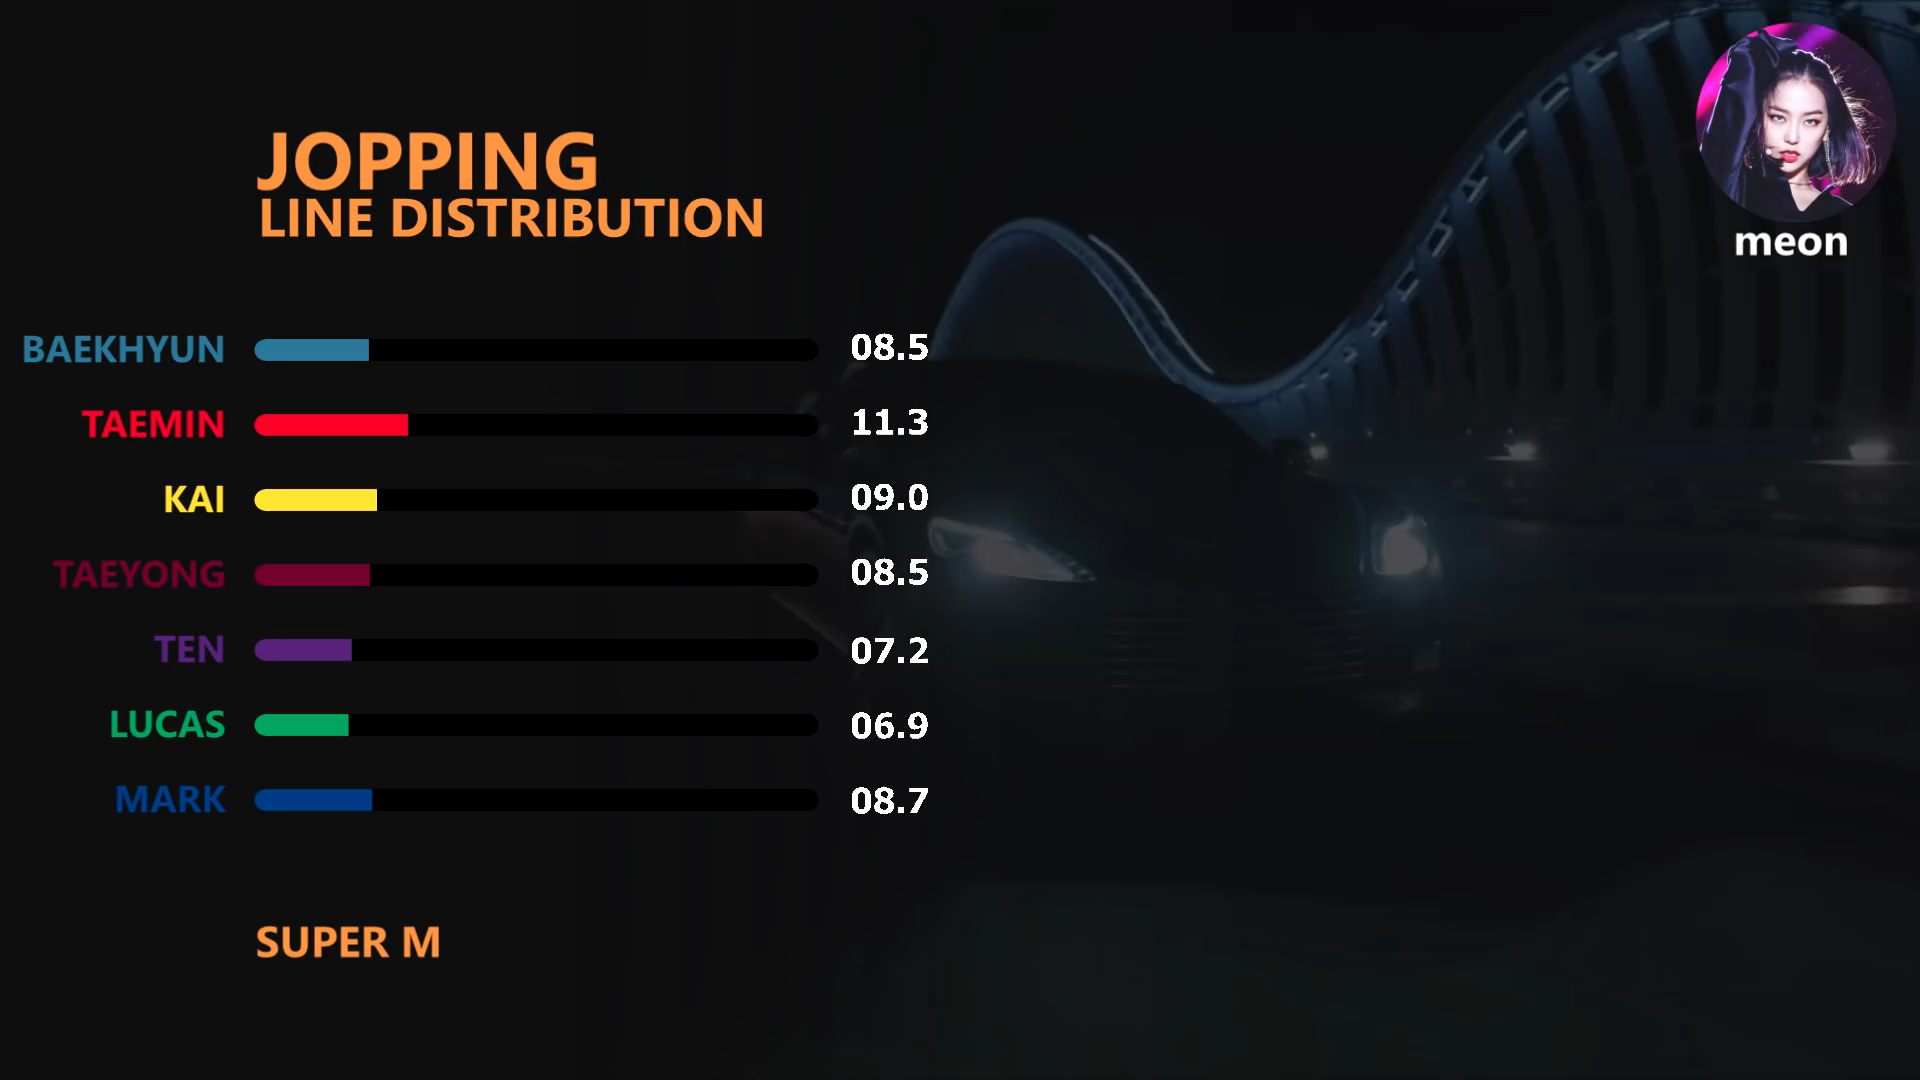 JOPPING
LINE DISTRIBUTION
meon
BAEKHYUN 08.5
TAEMIN 11.3
KAI 09.0
TAEYONG 08.5
TEN 07.2
LUCAS 06.9
MARK 08.7
SUPER M